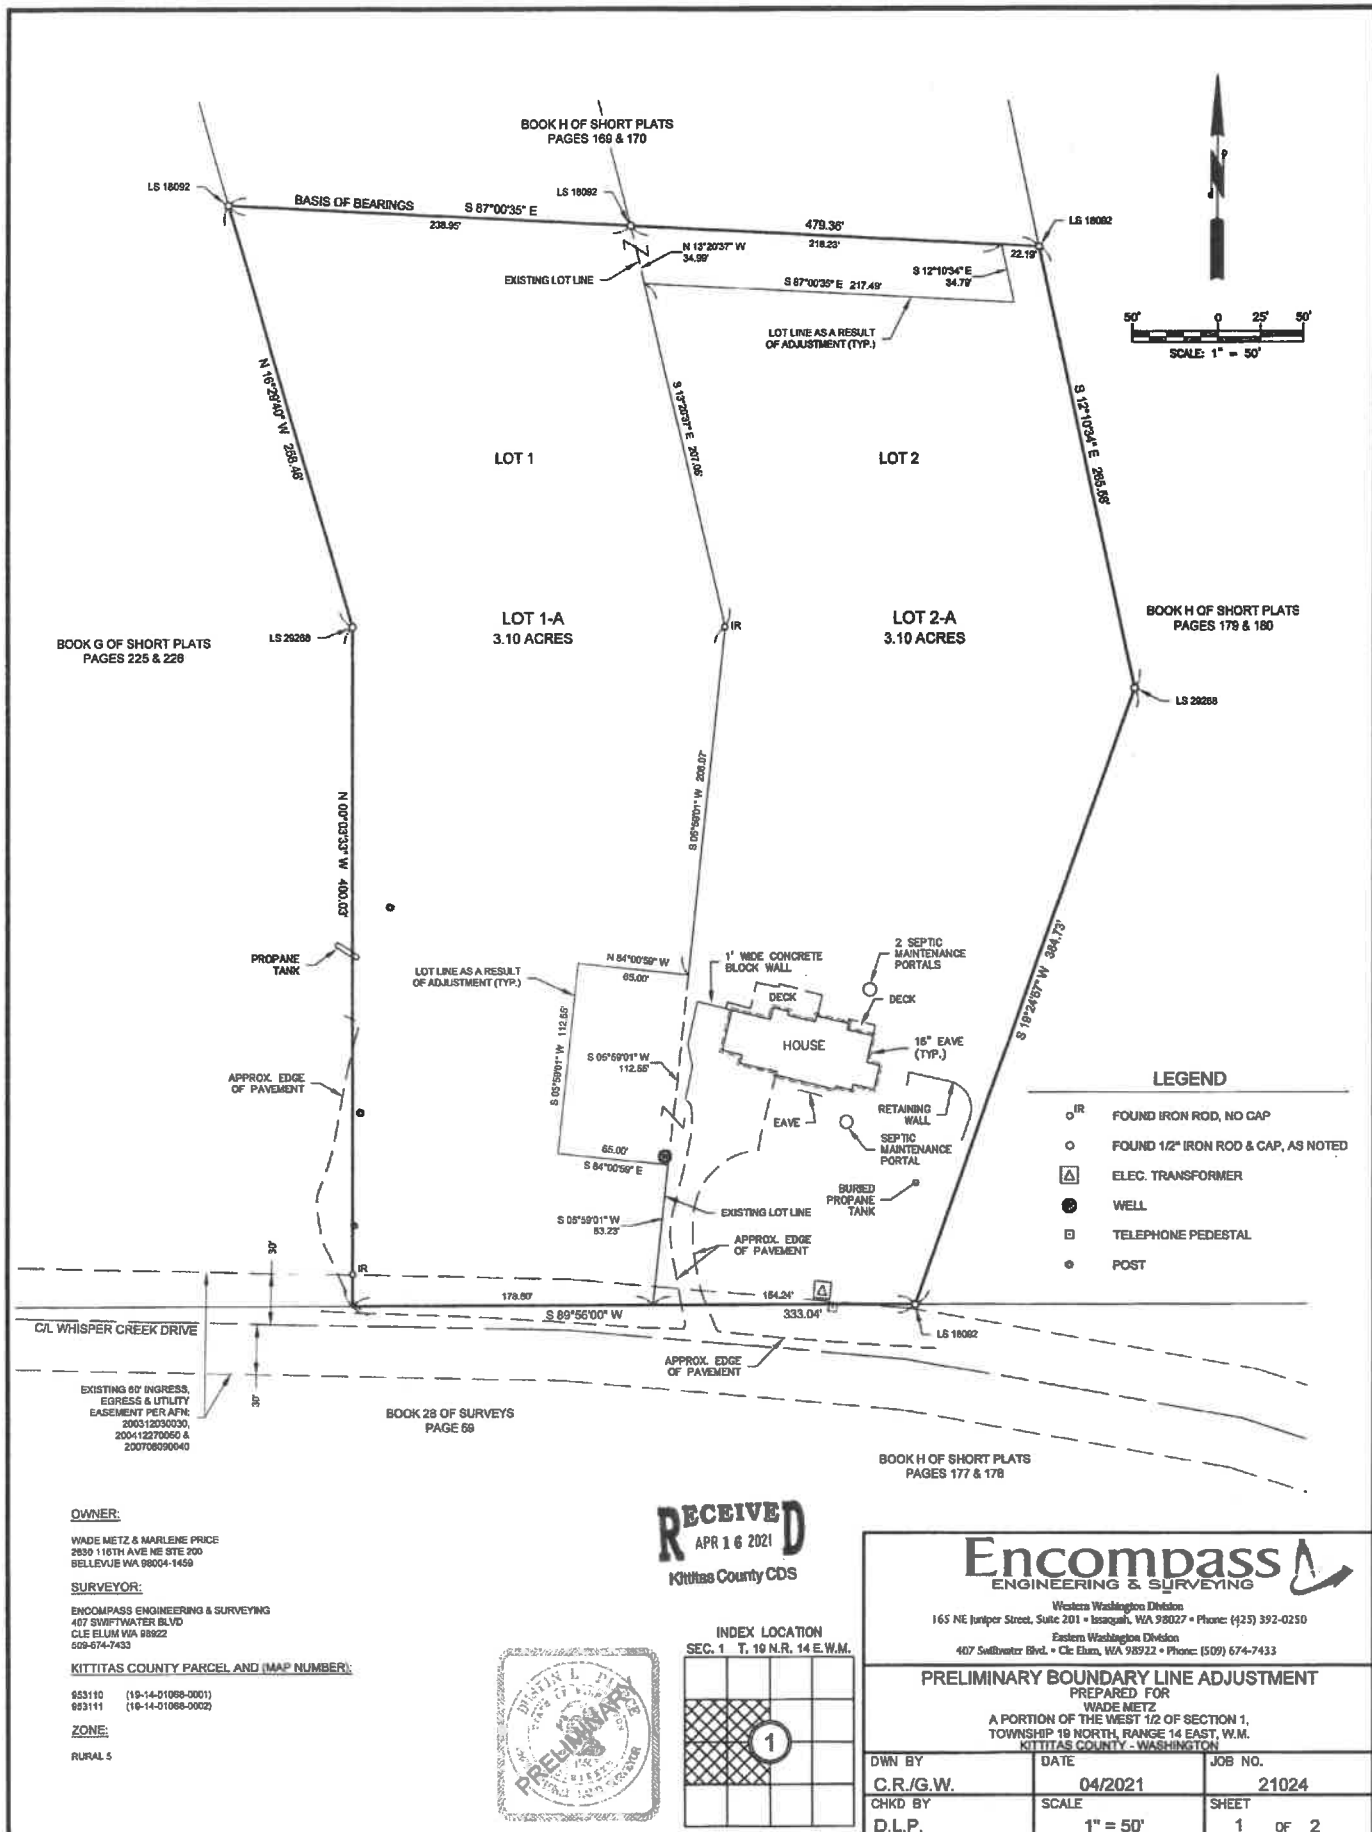 BOOK H OF SHORT PLATS
PAGES 169 & 170
LS 18092
BASIS OF BEARINGS
S 87°00'35" E
238.95'
LS 18092
479.36'
218.23'
22.19'
LS 18092
N 13°20'37" W
34.99'
EXISTING LOT LINE
S 12°10'34" E
34.79'
S 87°00'35" E 217.49'
LOT LINE AS A RESULT
OF ADJUSTMENT (TYP.)
50' 0 25' 50'
SCALE: 1" = 50'
N 16°29'40" W 258.46'
S 13°20'37" E 207.06'
S 12°10'34" E 265.58'
LOT 1
LOT 2
LOT 1-A
3.10 ACRES
LOT 2-A
3.10 ACRES
BOOK G OF SHORT PLATS
PAGES 225 & 226
LS 29268
IR
BOOK H OF SHORT PLATS
PAGES 179 & 180
LS 29268
N 00°03'33" W 400.03'
S 05°59'01" W 208.07'
S 19°24'57" W 384.73'
PROPANE
TANK
LOT LINE AS A RESULT
OF ADJUSTMENT (TYP.)
N 84°00'59" W
65.00'
1' WIDE CONCRETE
BLOCK WALL
2 SEPTIC
MAINTENANCE
PORTALS
DECK
DECK
HOUSE
16" EAVE
(TYP.)
S 05°59'01" W 112.55'
S 05°59'01" W
112.55'
APPROX. EDGE
OF PAVEMENT
EAVE
RETAINING
WALL
SEPTIC
MAINTENANCE
PORTAL
65.00'
S 84°00'59" E
BURIED
PROPANE
TANK
S 05°59'01" W
83.23'
EXISTING LOT LINE
APPROX. EDGE
OF PAVEMENT
LEGEND
IR FOUND IRON ROD, NO CAP
FOUND 1/2" IRON ROD & CAP, AS NOTED
ELEC. TRANSFORMER
WELL
TELEPHONE PEDESTAL
POST
30'
IR
178.80'
154.24'
S 89°56'00" W
333.04'
LS 18092
C/L WHISPER CREEK DRIVE
30'
APPROX. EDGE
OF PAVEMENT
EXISTING 60' INGRESS,
EGRESS & UTILITY
EASEMENT PER AFN:
200312030030,
200412270050 &
200708090040
BOOK 28 OF SURVEYS
PAGE 59
BOOK H OF SHORT PLATS
PAGES 177 & 178
OWNER:
WADE METZ & MARLENE PRICE
2630 116TH AVE NE STE 200
BELLEVUE WA 98004-1459
SURVEYOR:
ENCOMPASS ENGINEERING & SURVEYING
407 SWIFTWATER BLVD
CLE ELUM WA 98922
509-674-7433
KITTITAS COUNTY PARCEL AND (MAP NUMBER):
953110 (19-14-01068-0001)
953111 (19-14-01068-0002)
ZONE:
RURAL 5
RECEIVED
APR 16 2021
Kittitas County CDS
PRELIMINARY
INDEX LOCATION
SEC. 1 T. 19 N. R. 14 E.W.M.
1
Encompass
ENGINEERING & SURVEYING
Western Washington Division
165 NE Juniper Street, Suite 201 • Issaquah, WA 98027 • Phone: (425) 392-0250
Eastern Washington Division
407 Swiftwater Blvd. • Cle Elum, WA 98922 • Phone: (509) 674-7433
PRELIMINARY BOUNDARY LINE ADJUSTMENT
PREPARED FOR
WADE METZ
A PORTION OF THE WEST 1/2 OF SECTION 1,
TOWNSHIP 19 NORTH, RANGE 14 EAST, W.M.
KITTITAS COUNTY - WASHINGTON
DWN BY DATE JOB NO.
C.R./G.W. 04/2021 21024
CHKD BY SCALE SHEET
D.L.P. 1" = 50' 1 OF 2